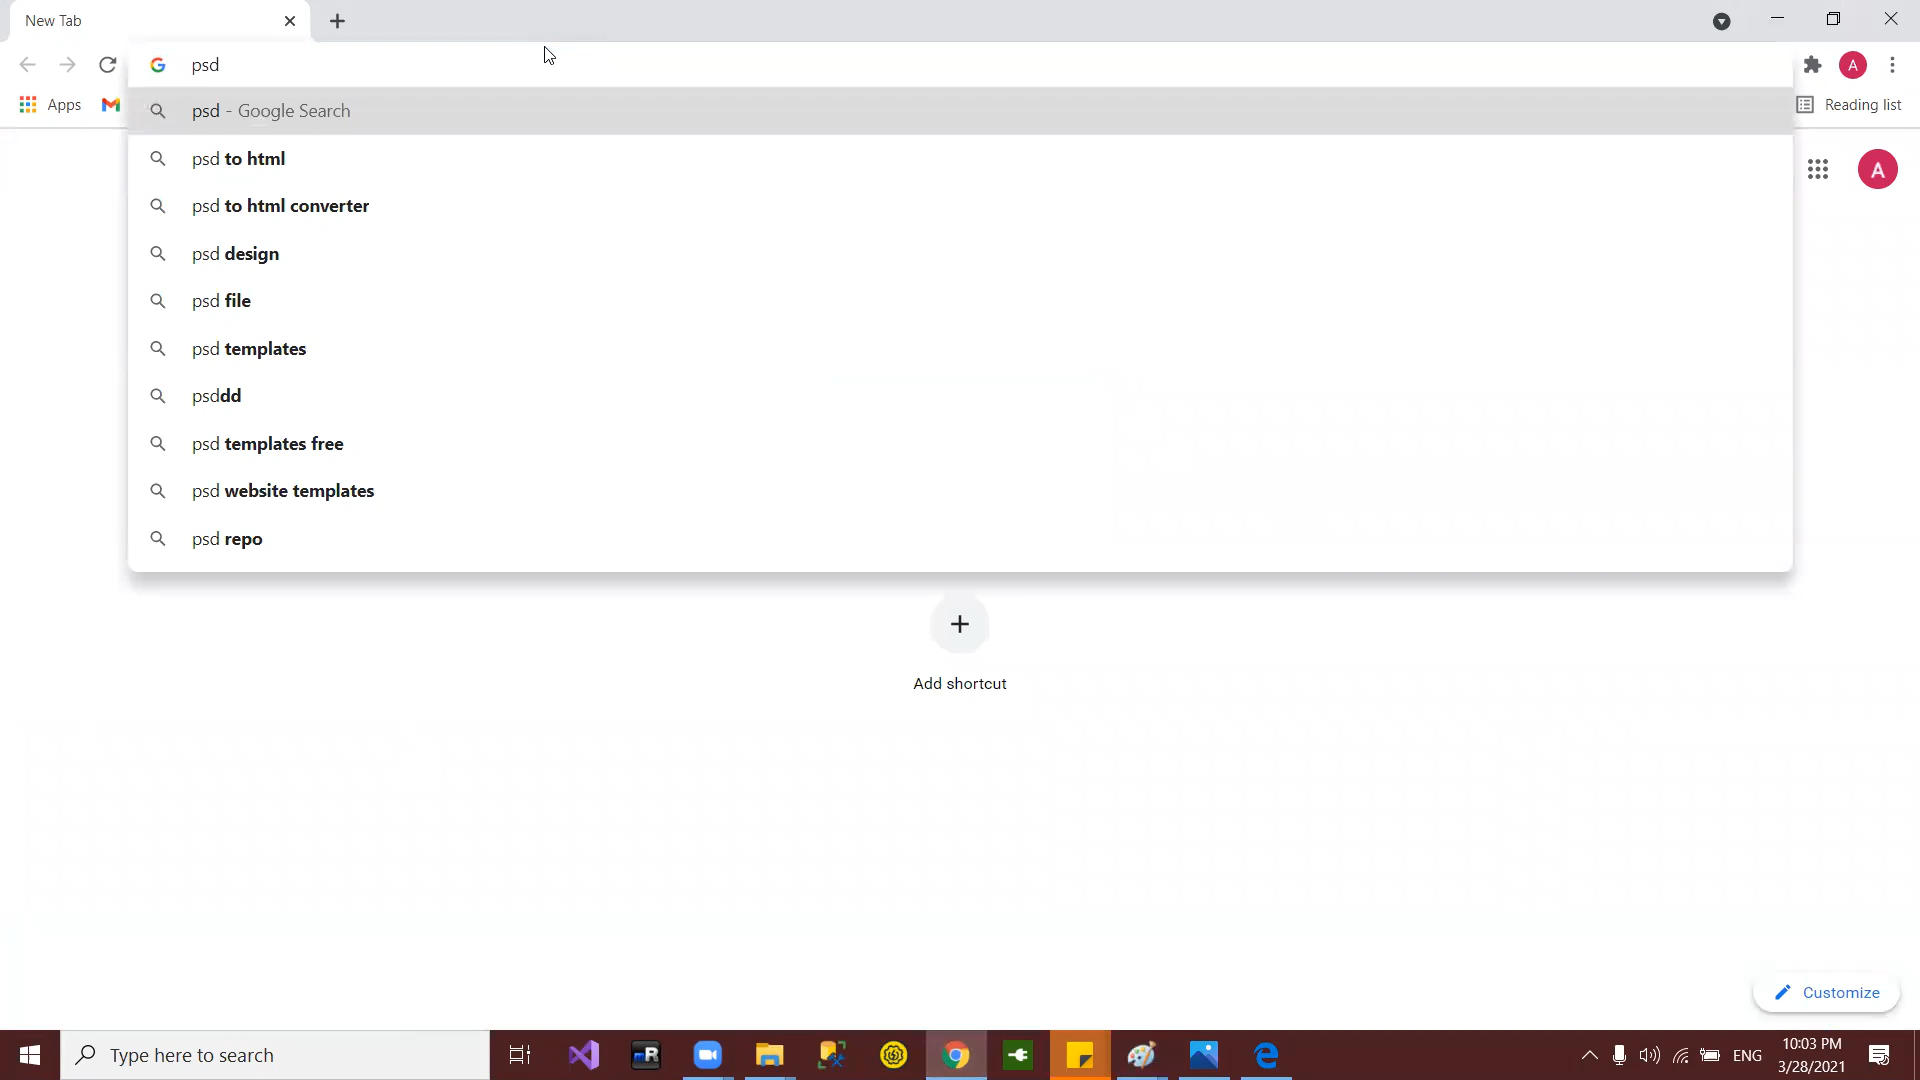 New Tab
psd
Apps
Reading list
psd - Google Search
psd to html
psd to html converter
psd design
psd file
psd templates
psddd
psd templates free
psd website templates
psd repo
A
A
Add shortcut
Customize
Type here to search
mR
ENG
10:03 PM
3/28/2021